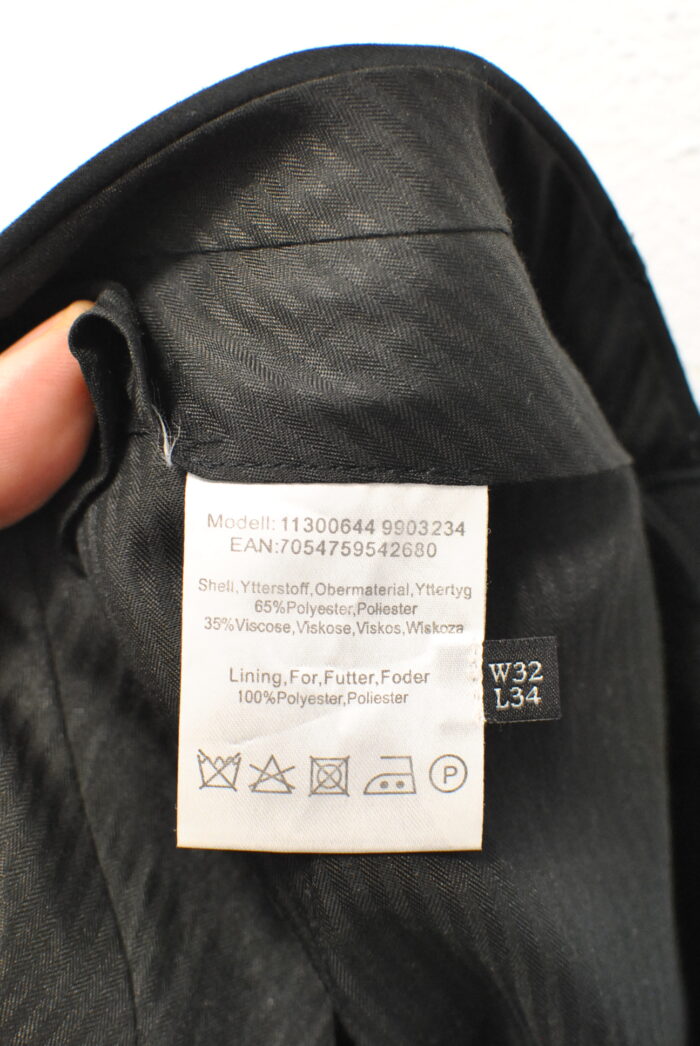 Modell: 11300644 9903234
EAN:7054759542680
Shell,Ytterstoff,Obermaterial,Yttertyg
65%Polyester,Poliester
35%Viscose,Viskose,Viskos,Wiskoza
Lining,For,Futter,Foder
100%Polyester,Poliester
P
W32
L34